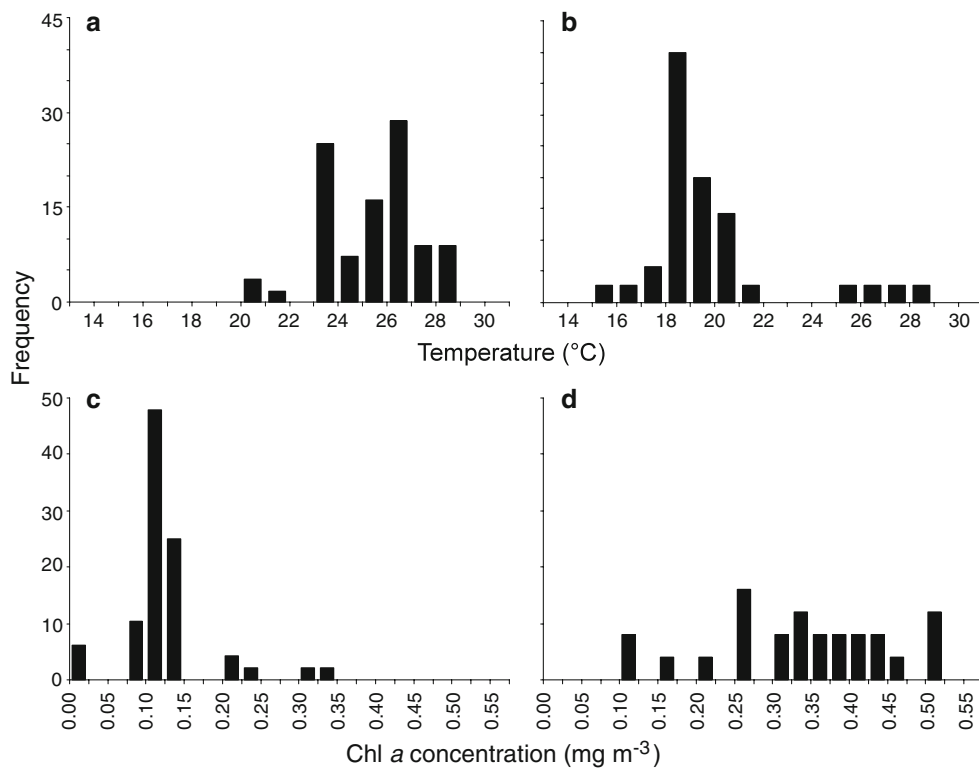 a
b
45
30
15
0
14 16 18 20 22 24 26 28 30
14 16 18 20 22 24 26 28 30
Temperature (°C)
Frequency
c
d
50
40
30
20
10
0
0.00 0.05 0.10 0.15 0.20 0.25 0.30 0.35 0.40 0.45 0.50 0.55
0.00 0.05 0.10 0.15 0.20 0.25 0.30 0.35 0.40 0.45 0.50 0.55
Chl a concentration (mg m-3)